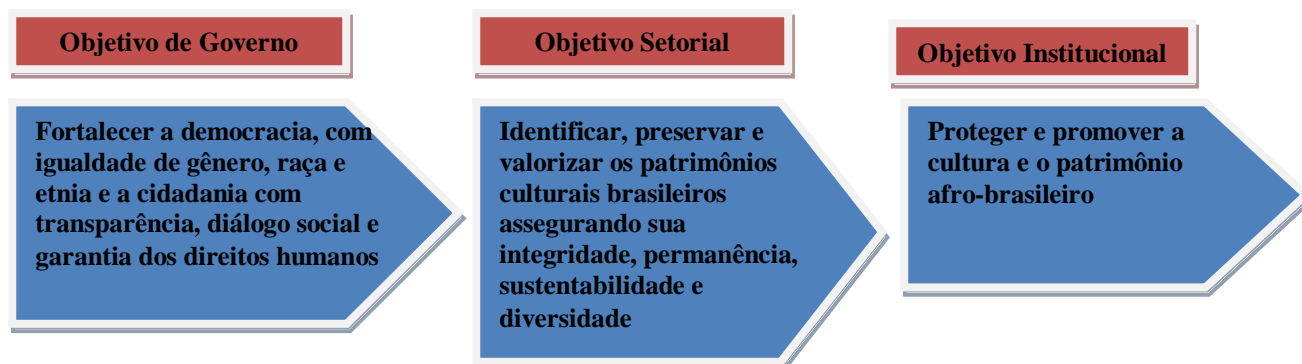 Objetivo de Governo
Fortalecer a democracia, com
igualdade de gênero, raça e
etnia e a cidadania com
transparência, diálogo social e
garantia dos direitos humanos
Objetivo Setorial
Identificar, preservar e
valorizar os patrimônios
culturais brasileiros
assegurando sua
integridade, permanência,
sustentabilidade e
diversidade
Objetivo Institucional
Proteger e promover a
cultura e o patrimônio
afro-brasileiro